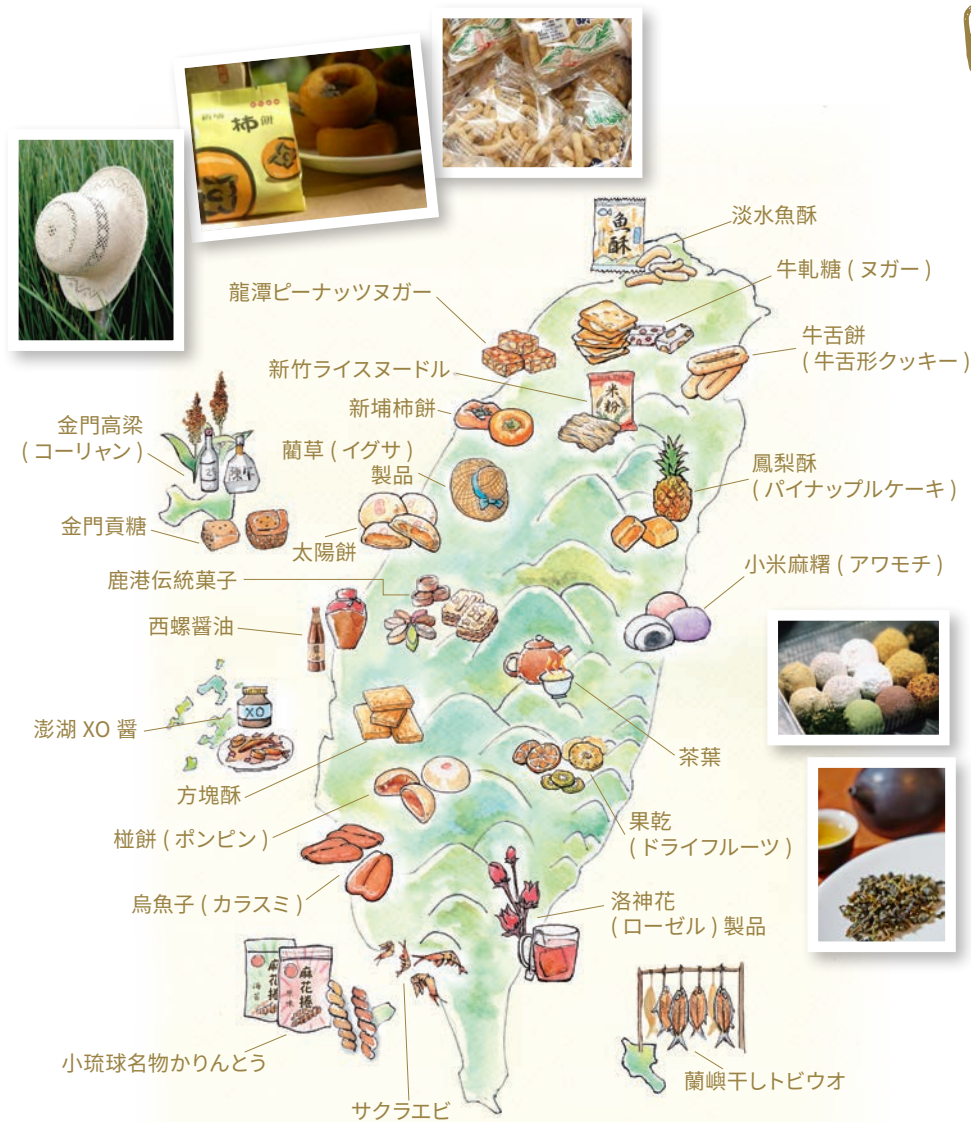 柿餅
魚酥
淡水魚酥
牛軋糖 ( ヌガー )
龍潭ピーナッツヌガー
牛舌餅
( 牛舌形クッキー )
新竹ライスヌードル
米粉
新埔柿餅
金門高梁
( コーリャン )
藺草 ( イグサ )
製品
鳳梨酥
( パイナップルケーキ )
金門貢糖
太陽餅
鹿港伝統菓子
小米麻糬 ( アワモチ )
西螺醤油
澎湖 XO 醤
XO
茶葉
方塊酥
椪餅 ( ポンピン )
果乾
( ドライフルーツ )
烏魚子 ( カラスミ )
洛神花
( ローゼル ) 製品
麻花捲
麻花捲
小琉球名物かりんとう
蘭嶼干しトビウオ
サクラエビ